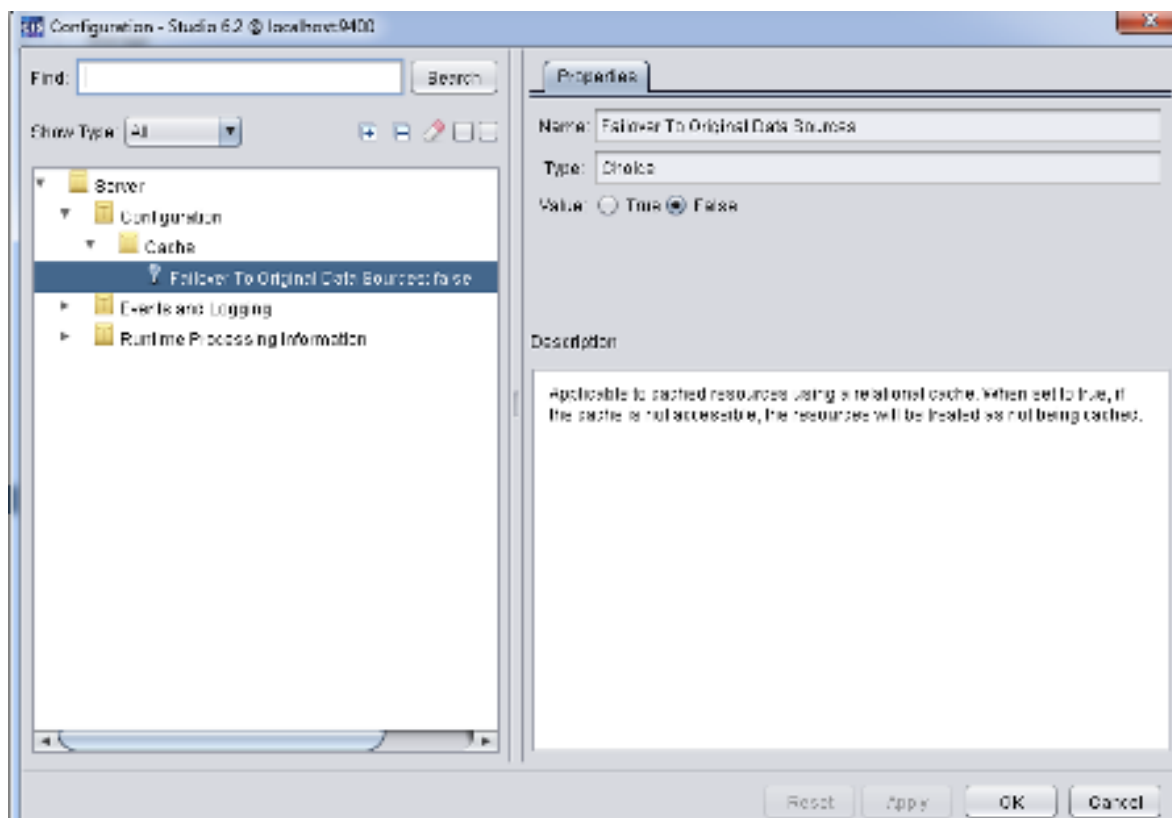 Configuration - Studio 6.2 @ localhost:9400
Find:
Search
Show Type: All
Server
Configuration
Cache
Failover To Original Data Sources: false
Events and Logging
Runtime Processing Information
Properties
Name: Failover To Original Data Sources
Type: Choice
Value: True False
Description
Applicable to cached resources using a relational cache. When set to true, if
the cache is not accessible, the resources will be treated as not being cached.
Reset
Apply
OK
Cancel